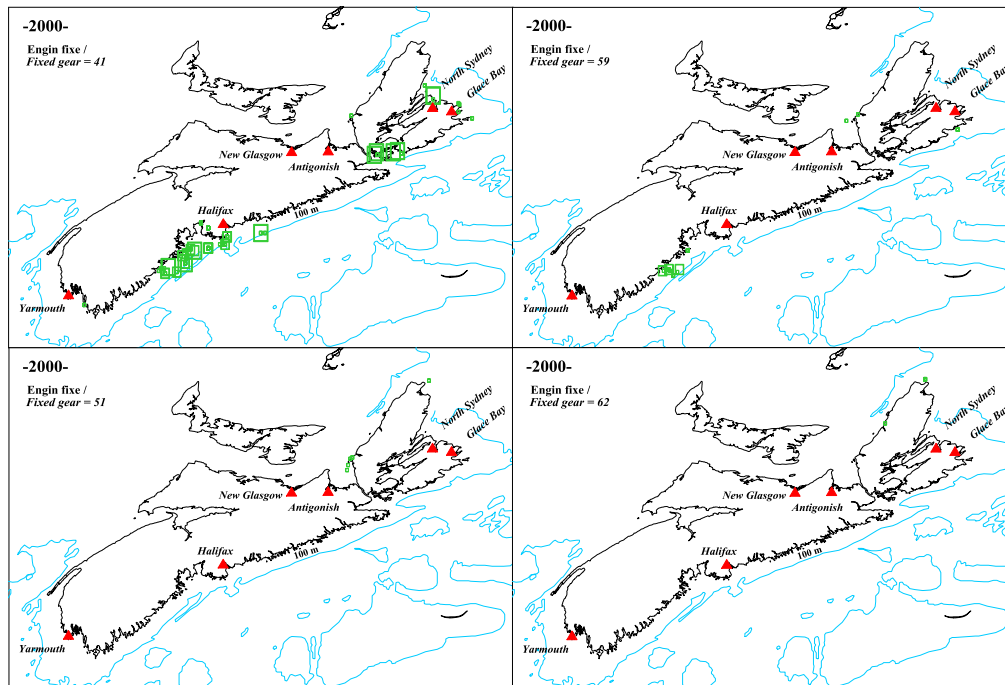 -2000-
Engin fixe /
Fixed gear = 41
North Sydney
Glace Bay
New Glasgow
Antigonish
Halifax
100 m
Yarmouth
-2000-
Engin fixe /
Fixed gear = 59
North Sydney
Glace Bay
New Glasgow
Antigonish
Halifax
100 m
Yarmouth
-2000-
Engin fixe /
Fixed gear = 51
North Sydney
Glace Bay
New Glasgow
Antigonish
Halifax
100 m
Yarmouth
-2000-
Engin fixe /
Fixed gear = 62
North Sydney
Glace Bay
New Glasgow
Antigonish
Halifax
100 m
Yarmouth